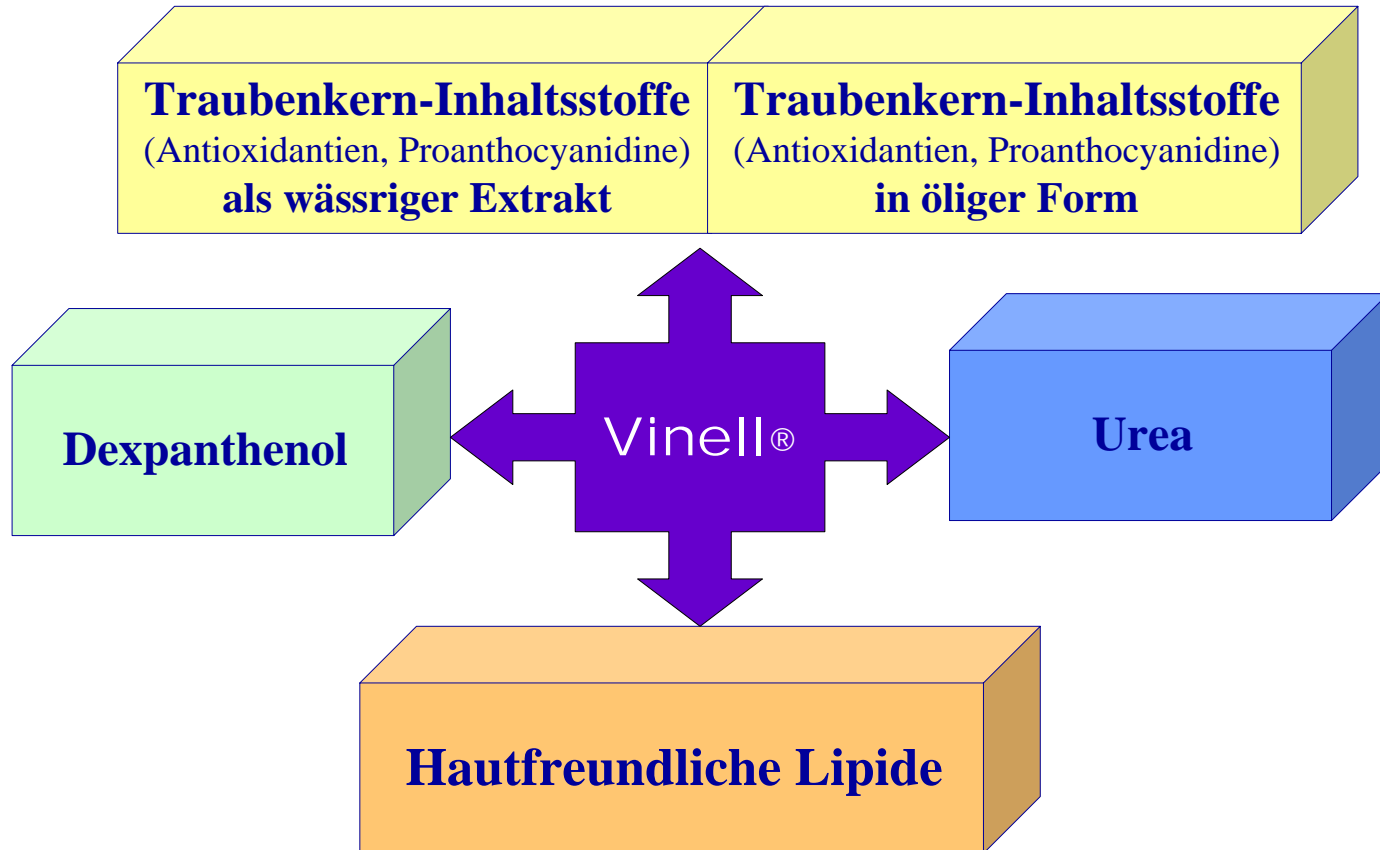 Traubenkern-Inhaltsstoffe
(Antioxidantien, Proanthocyanidine)
als wässriger Extrakt
Traubenkern-Inhaltsstoffe
(Antioxidantien, Proanthocyanidine)
in öliger Form
Dexpanthenol
Vinell®
Urea
Hautfreundliche Lipide